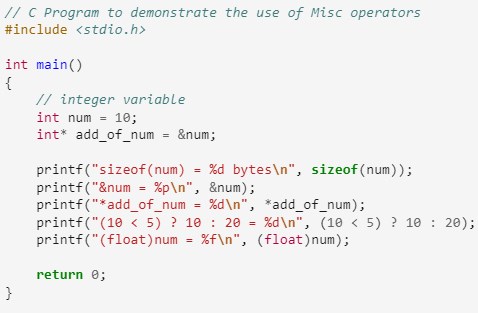 // C Program to demonstrate the use of Misc operators
#include <stdio.h>
int main()
{
    // integer variable
    int num = 10;
    int* add_of_num = &num;
    printf("sizeof(num) = %d bytes\n", sizeof(num));
    printf("&num = %p\n", &num);
    printf("*add_of_num = %d\n", *add_of_num);
    printf("(10 < 5) ? 10 : 20 = %d\n", (10 < 5) ? 10 : 20);
    printf("(float)num = %f\n", (float)num);
    return 0;
}